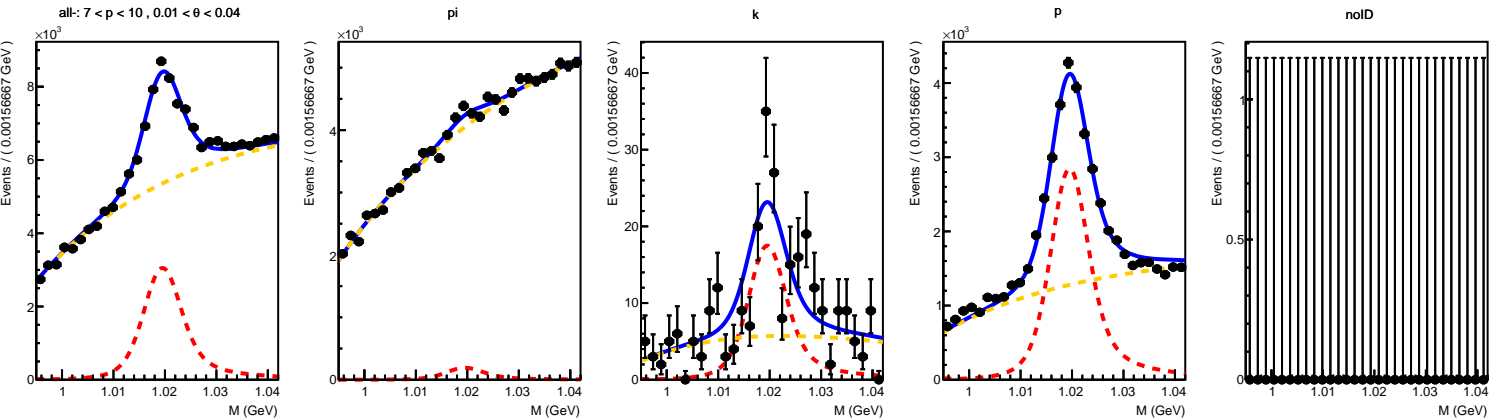 all-: 7 < p < 10 , 0.01 < θ < 0.04
×10³
Events / ( 0.00156667 GeV )
8
6
4
2
0
1 1.01 1.02 1.03 1.04
M (GeV)
pi
×10³
Events / ( 0.00156667 GeV )
4
2
0
1 1.01 1.02 1.03 1.04
M (GeV)
k
Events / ( 0.00156667 GeV )
40
30
20
10
0
1 1.01 1.02 1.03 1.04
M (GeV)
p
×10³
Events / ( 0.00156667 GeV )
4
3
2
1
0
1 1.01 1.02 1.03 1.04
M (GeV)
noID
Events / ( 0.00156667 GeV )
1
0.5
0
1 1.01 1.02 1.03 1.04
M (GeV)